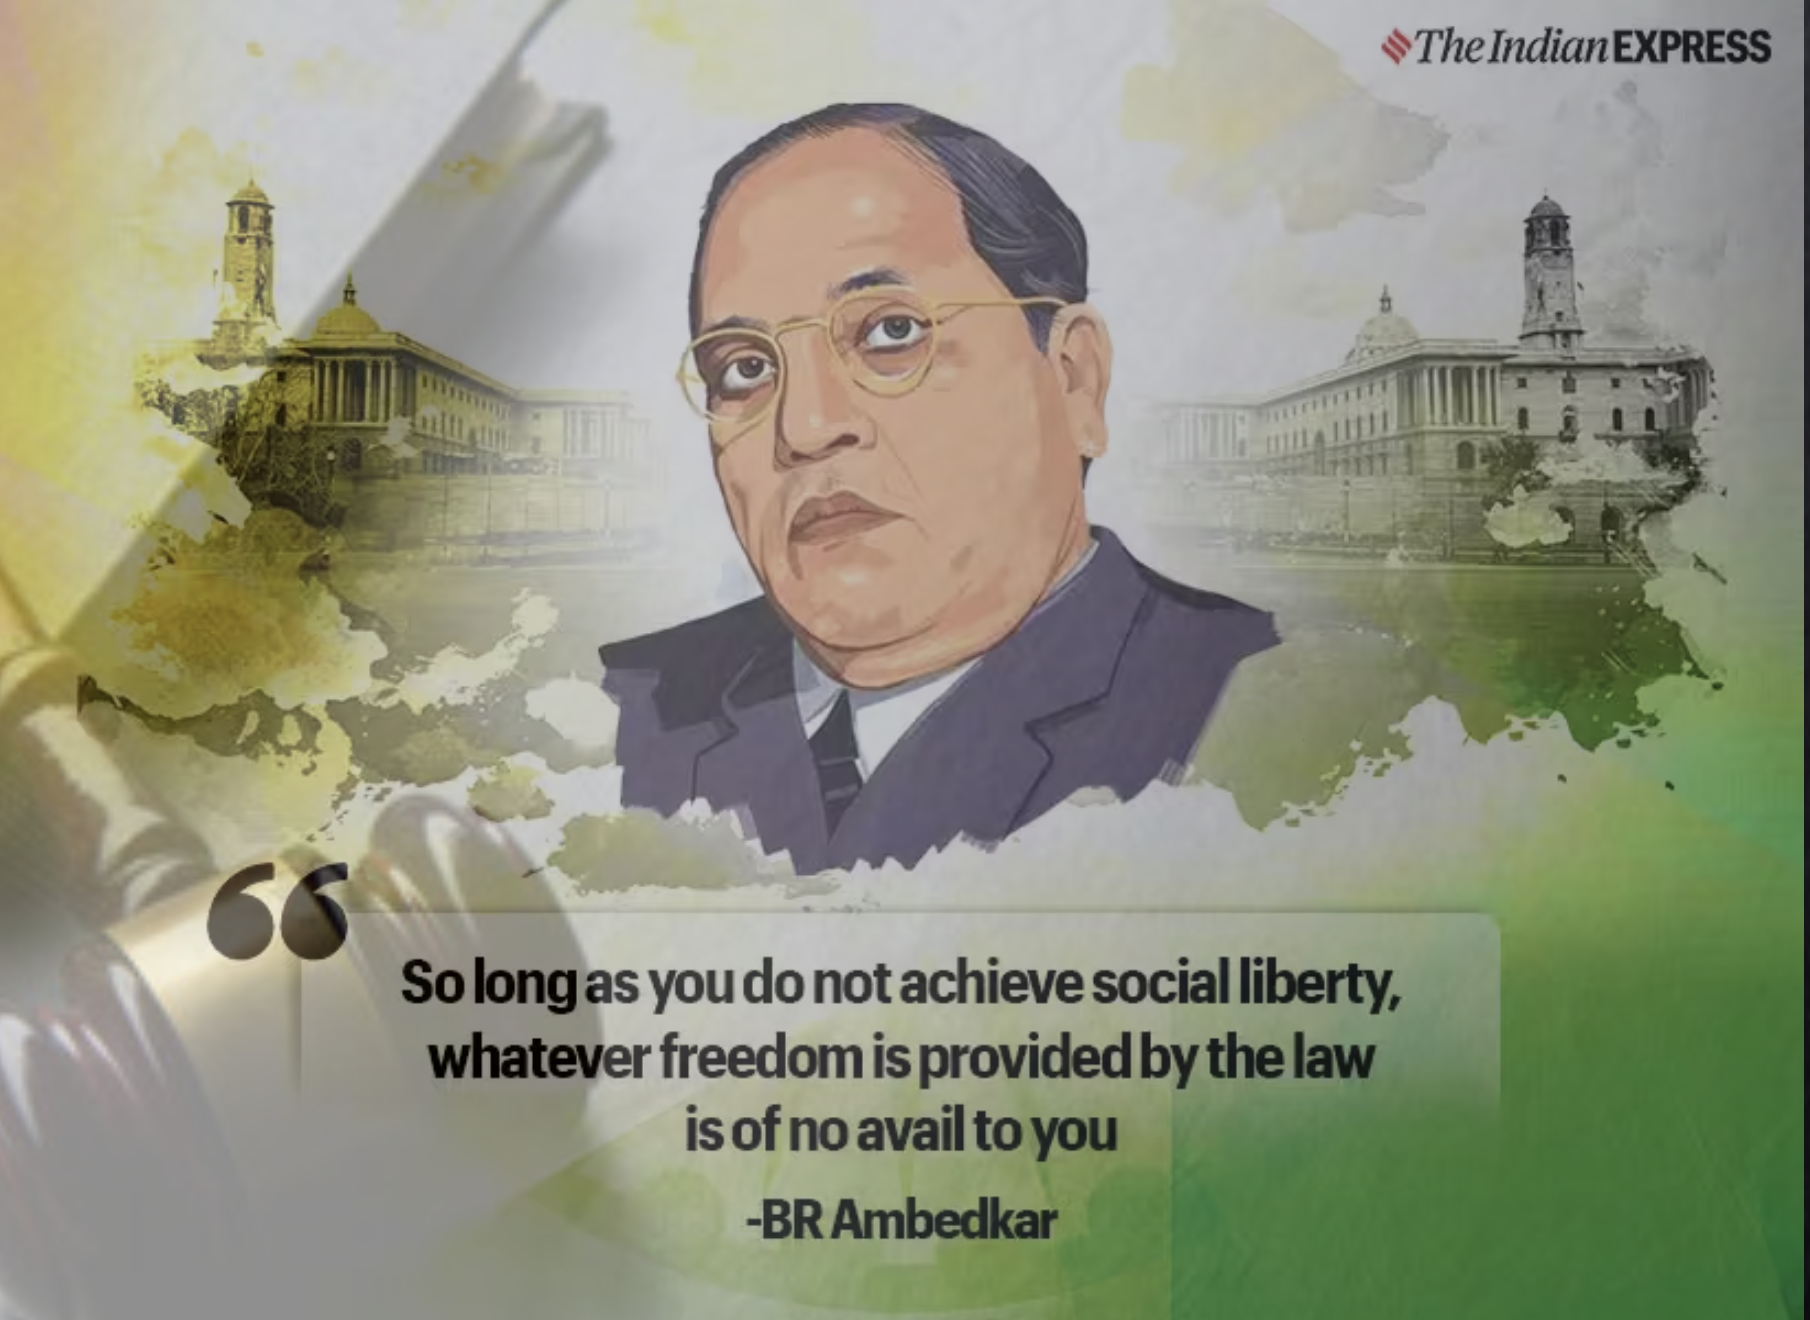 The Indian EXPRESS
“
So long as you do not achieve social liberty,
whatever freedom is provided by the law
is of no avail to you
-BR Ambedkar